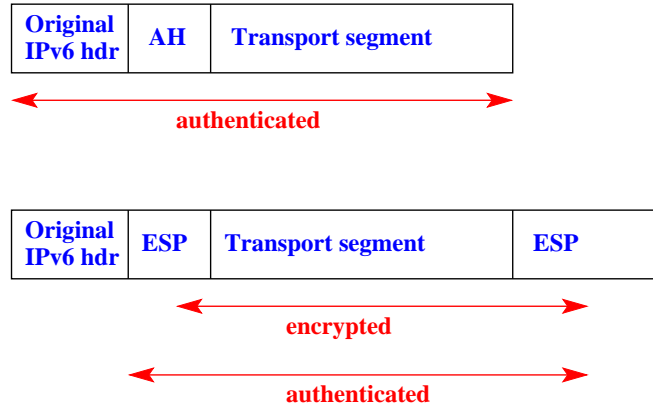 Original
IPv6 hdr
AH
Transport segment
authenticated
Original
IPv6 hdr
ESP
Transport segment
ESP
encrypted
authenticated